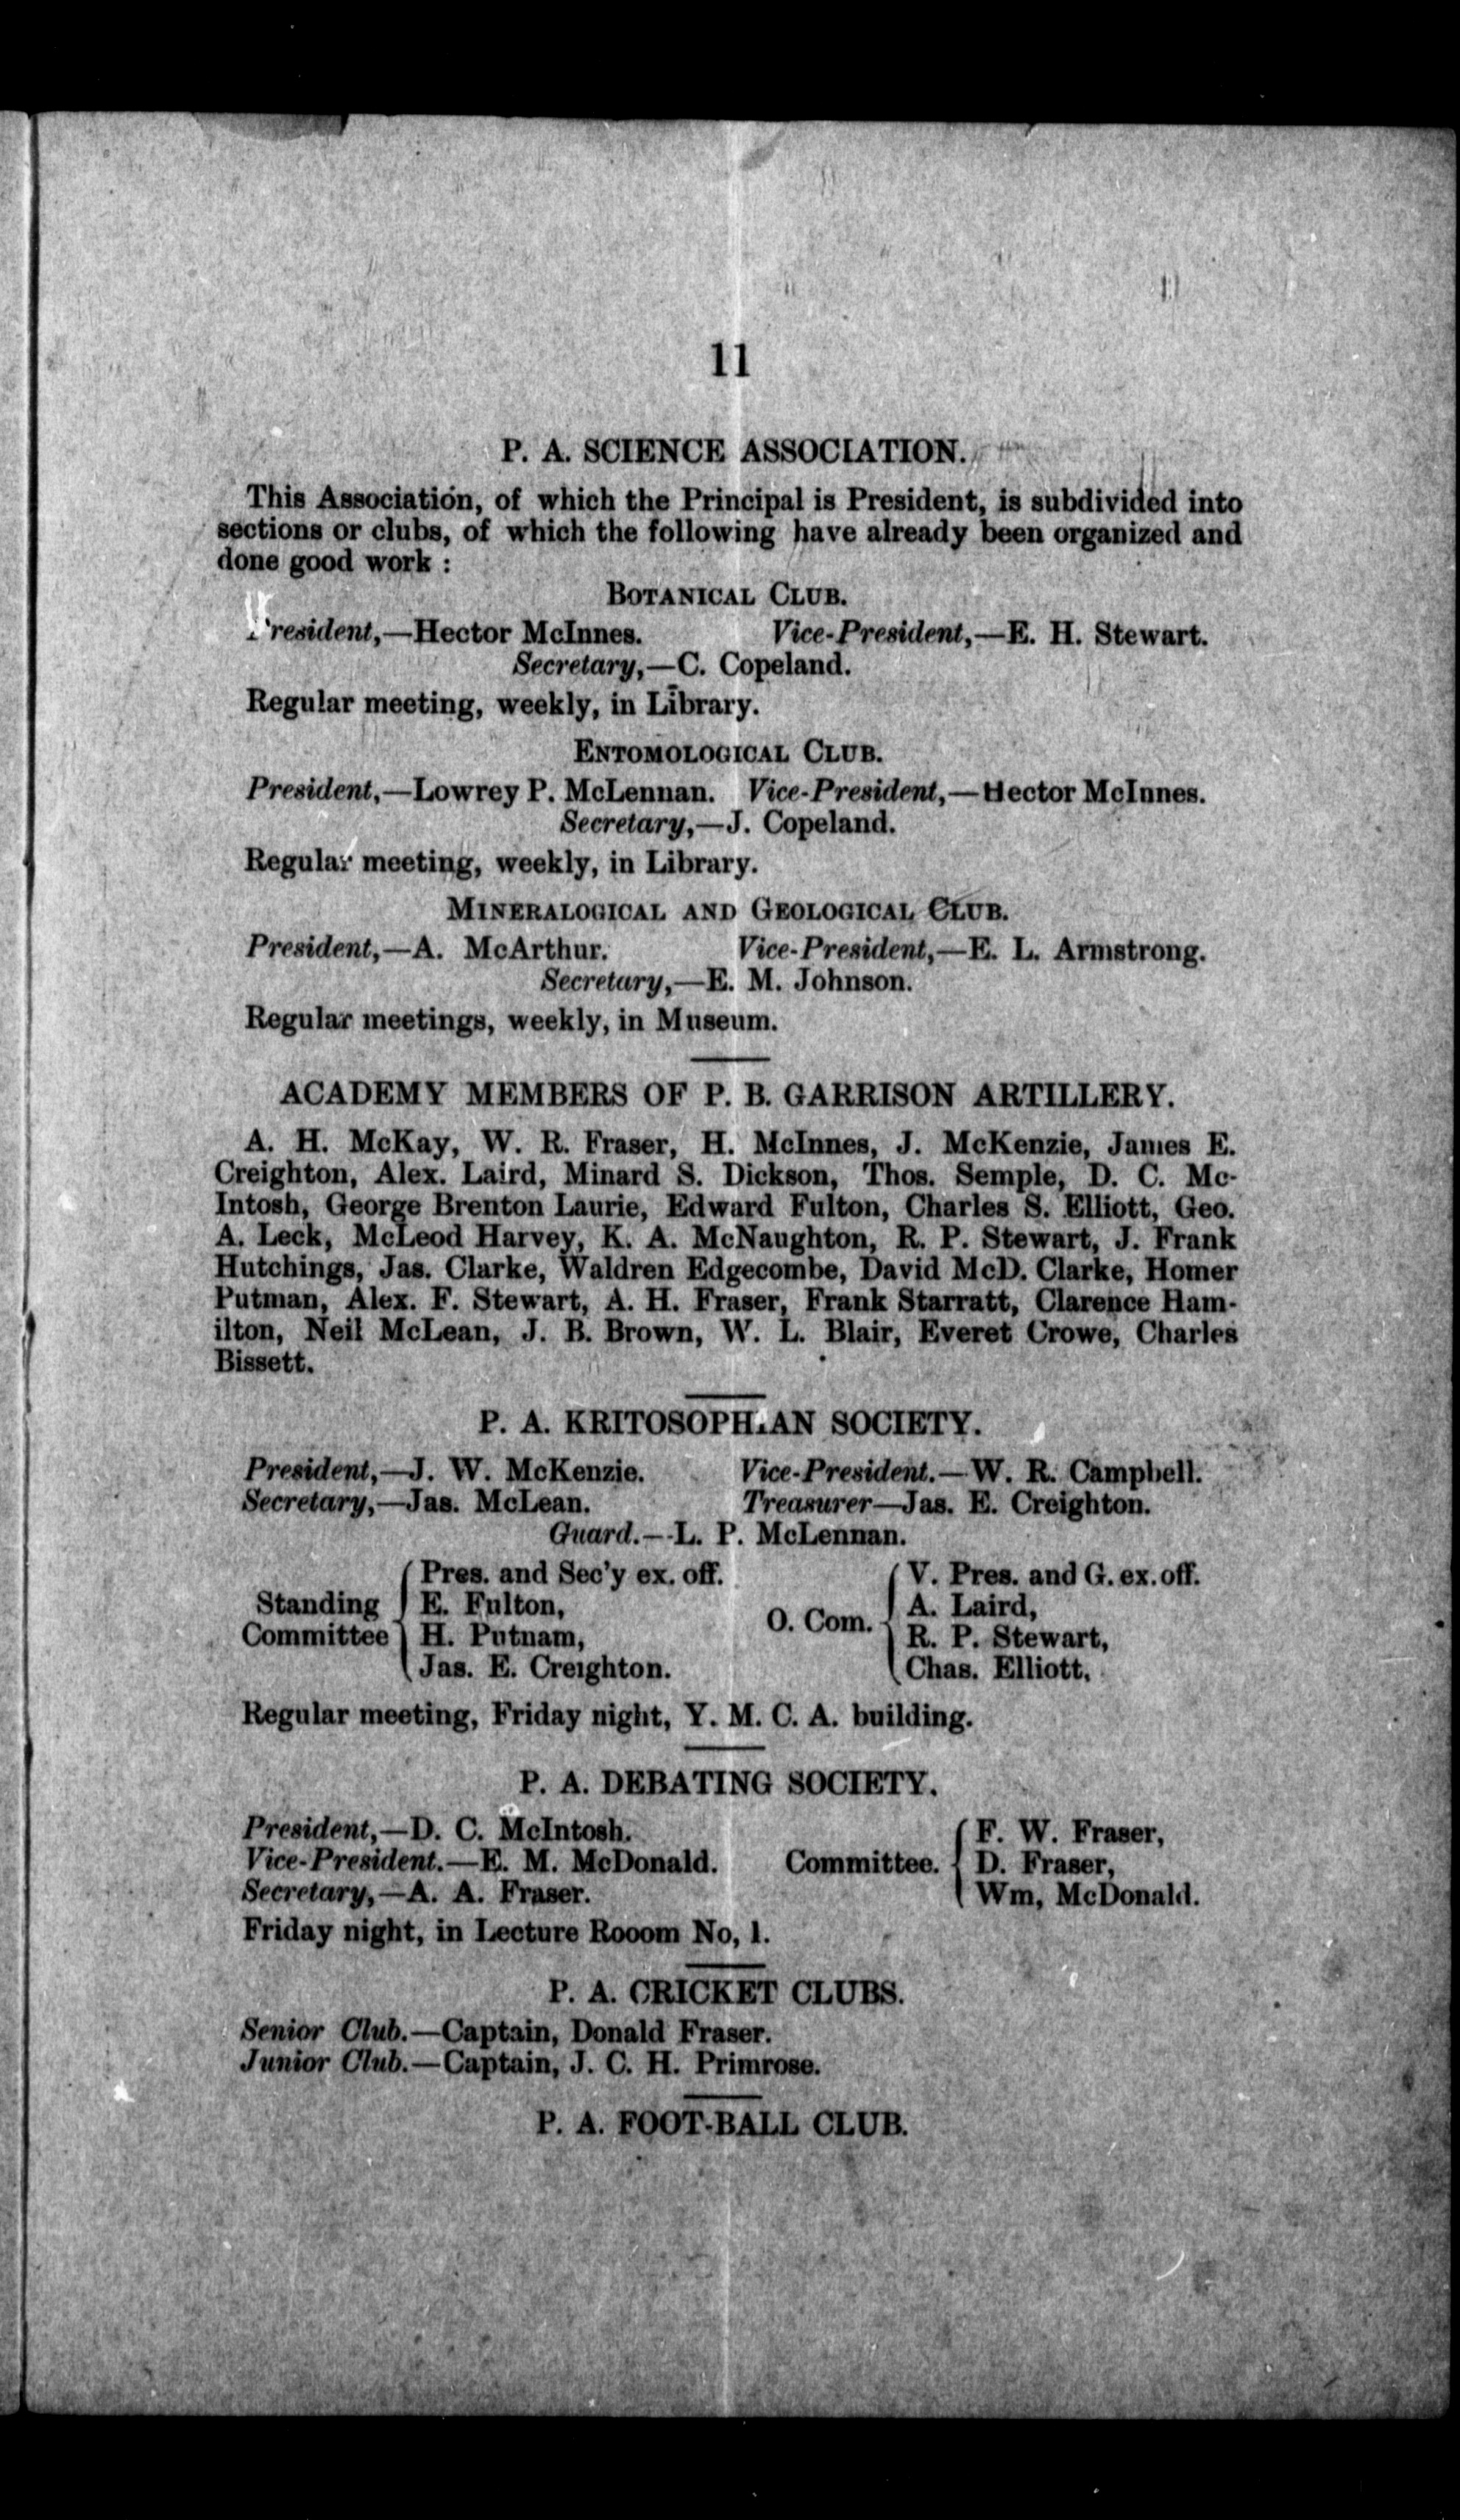 11
P. A. SCIENCE ASSOCIATION.
This Association, of which the Principal is President, is subdivided into
sections or clubs, of which the following have already been organized and
done good work :
BOTANICAL CLUB.
President,—Hector McInnes. Vice-President,—E. H. Stewart.
Secretary,—C. Copeland.
Regular meeting, weekly, in Library.
ENTOMOLOGICAL CLUB.
President,—Lowrey P. McLennan. Vice-President,—Hector McInnes.
Secretary,—J. Copeland.
Regular meeting, weekly, in Library.
MINERALOGICAL AND GEOLOGICAL CLUB.
President,—A. McArthur. Vice-President,—E. L. Armstrong.
Secretary,—E. M. Johnson.
Regular meetings, weekly, in Museum.
ACADEMY MEMBERS OF P. B. GARRISON ARTILLERY.
A. H. McKay, W. R. Fraser, H. McInnes, J. McKenzie, James E.
Creighton, Alex. Laird, Minard S. Dickson, Thos. Semple, D. C. Mc-
Intosh, George Brenton Laurie, Edward Fulton, Charles S. Elliott, Geo.
A. Leck, McLeod Harvey, K. A. McNaughton, R. P. Stewart, J. Frank
Hutchings, Jas. Clarke, Waldren Edgecombe, David McD. Clarke, Homer
Putman, Alex. F. Stewart, A. H. Fraser, Frank Starratt, Clarence Ham-
ilton, Neil McLean, J. B. Brown, W. L. Blair, Everet Crowe, Charles
Bissett.
P. A. KRITOSOPHIAN SOCIETY.
President,—J. W. McKenzie. Vice-President.—W. R. Campbell.
Secretary,—Jas. McLean. Treasurer—Jas. E. Creighton.
Guard.—L. P. McLennan.
Pres. and Sec'y ex. off. V. Pres. and G. ex. off.
Standing E. Fulton, O. Com. A. Laird,
Committee H. Putnam, R. P. Stewart,
Jas. E. Creighton. Chas. Elliott.
Regular meeting, Friday night, Y. M. C. A. building.
P. A. DEBATING SOCIETY.
President,—D. C. McIntosh. F. W. Fraser,
Vice-President.—E. M. McDonald. Committee. D. Fraser,
Secretary,—A. A. Fraser. Wm, McDonald.
Friday night, in Lecture Rooom No, 1.
P. A. CRICKET CLUBS.
Senior Club.—Captain, Donald Fraser.
Junior Club.—Captain, J. C. H. Primrose.
P. A. FOOT-BALL CLUB.